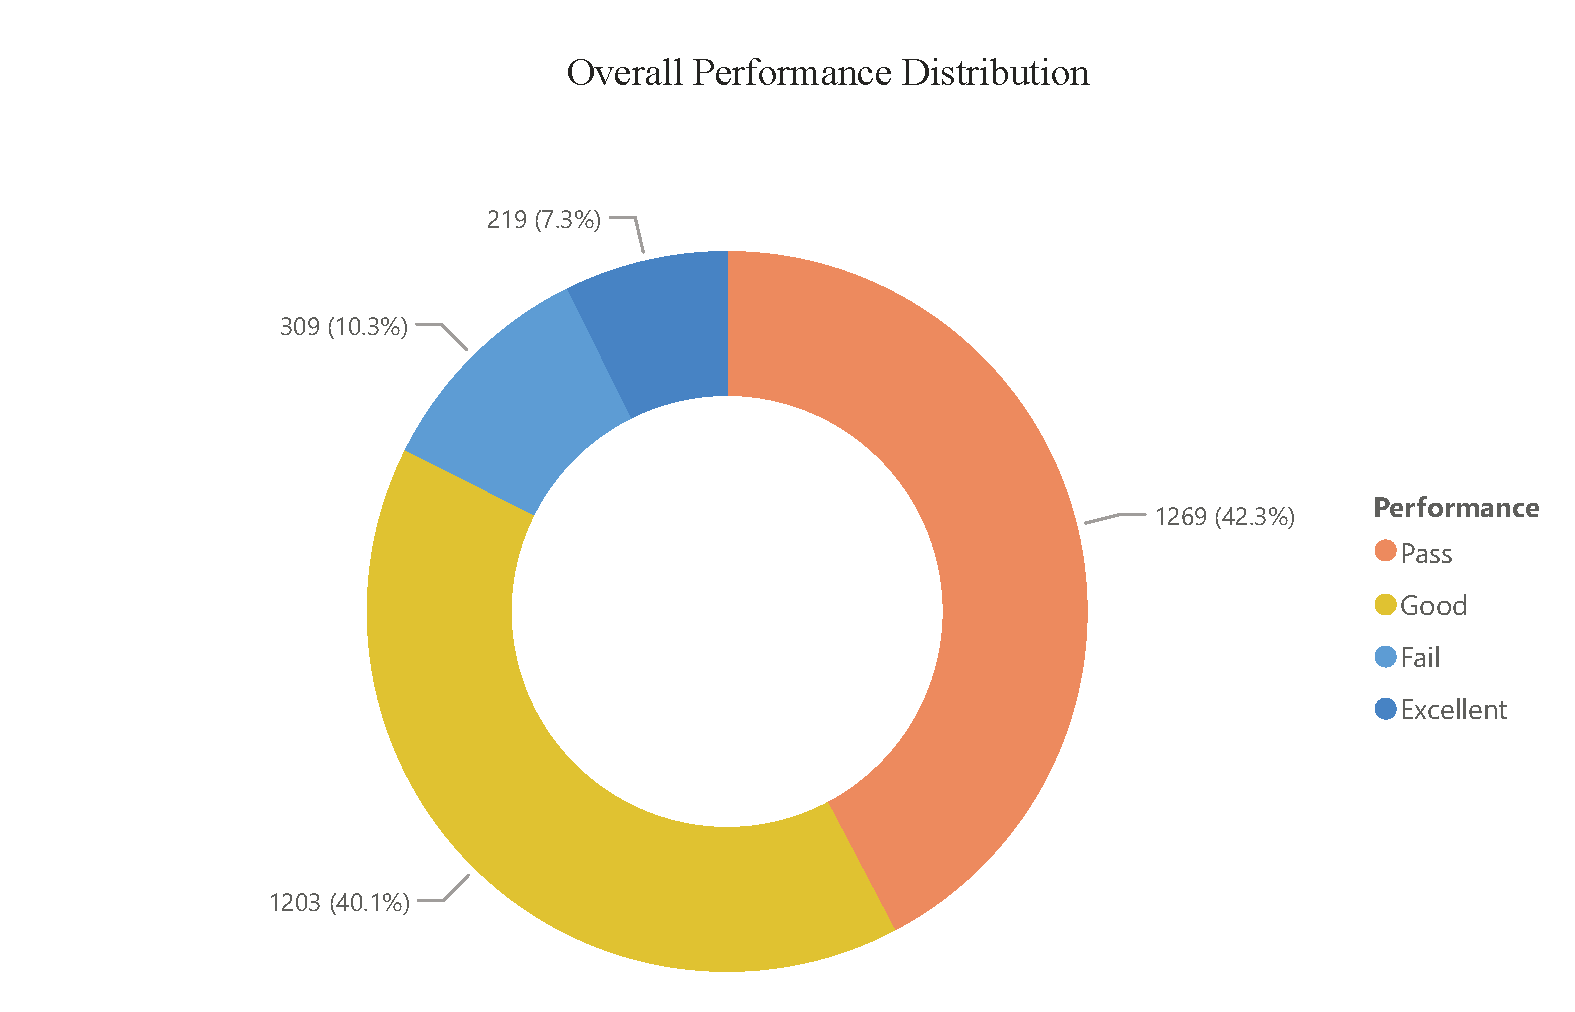 Overall Performance Distribution
219 (7.3%)
309 (10.3%)
1269 (42.3%)
1203 (40.1%)
Performance
Pass
Good
Fail
Excellent